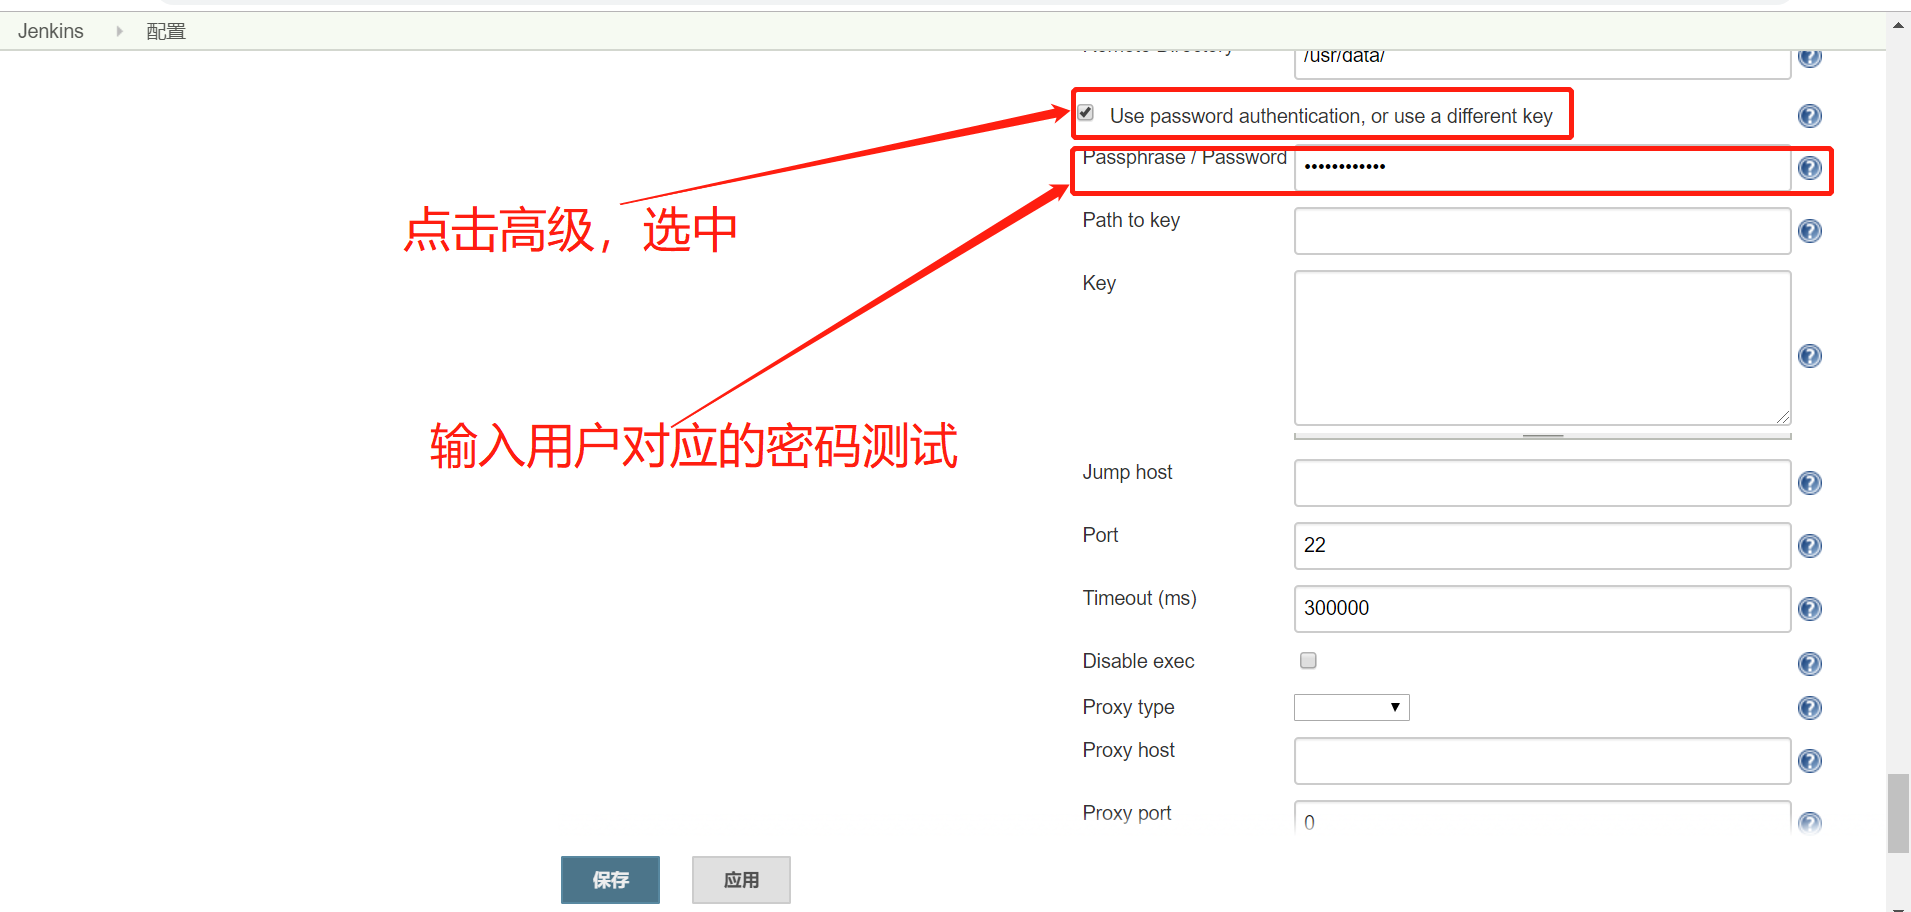 Jenkins 配置
Remote Directory /usr/data/
Use password authentication, or use a different key
Passphrase / Password ••••••••••••
点击高级，选中
Path to key
Key
输入用户对应的密码测试
Jump host
Port 22
Timeout (ms) 300000
Disable exec
Proxy type
Proxy host
Proxy port 0
保存 应用